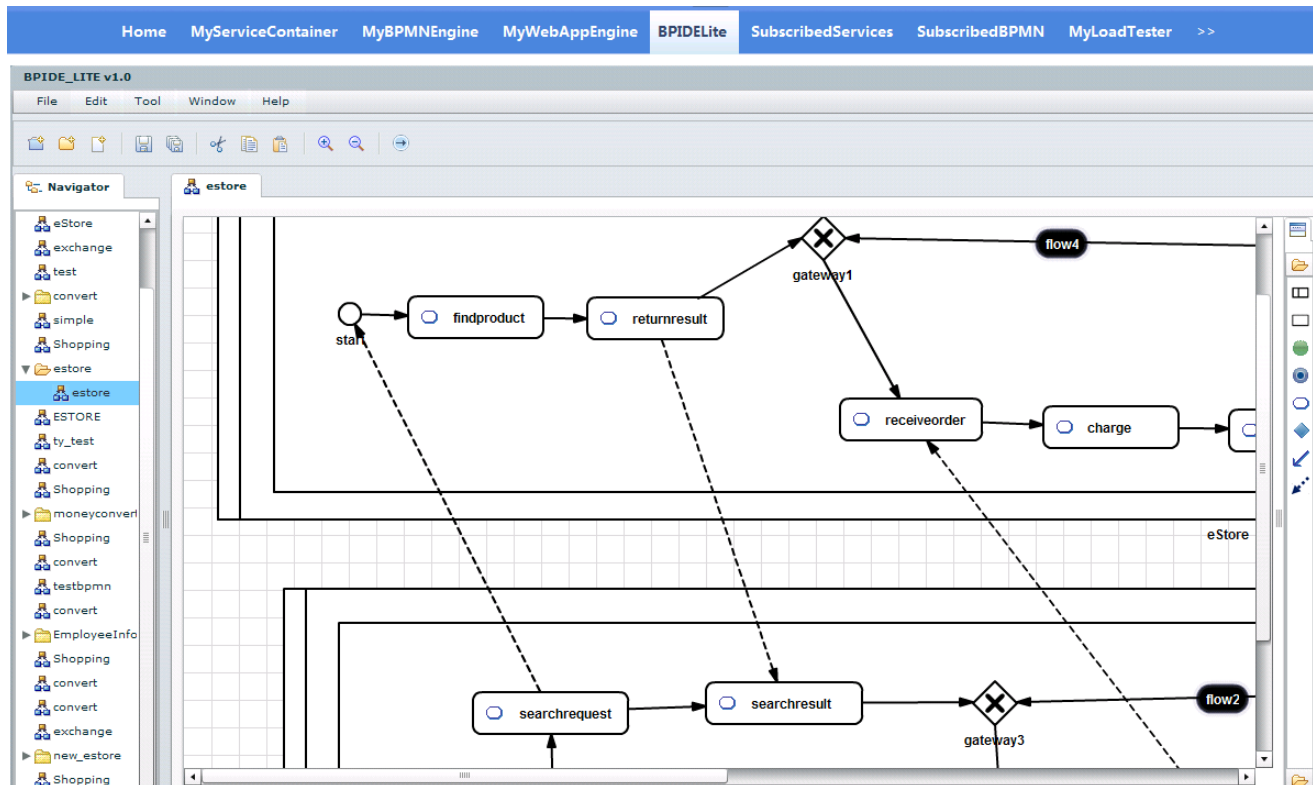 Home MyServiceContainer MyBPMNEngine MyWebAppEngine BPIDELite SubscribedServices SubscribedBPMN MyLoadTester >>
BPIDE_LITE v1.0
File Edit Tool Window Help
Navigator
estore
eStore
exchange
test
convert
simple
Shopping
estore
estore
ESTORE
ty_test
convert
Shopping
moneyconvert
Shopping
convert
testbpmn
convert
EmployeeInfo
Shopping
convert
convert
exchange
new_estore
Shopping
flow4
gateway1
start
findproduct
returnresult
receiveorder
charge
eStore
searchrequest
searchresult
flow2
gateway3